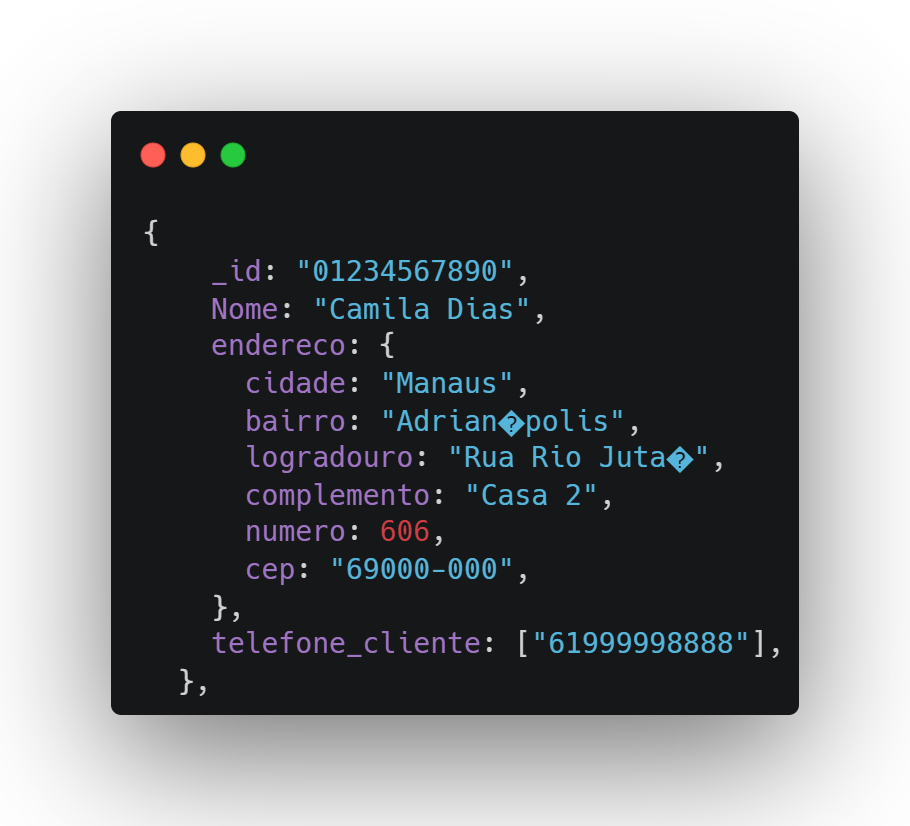 {
    _id: "01234567890",
    Nome: "Camila Dias",
    endereco: {
      cidade: "Manaus",
      bairro: "Adrian�polis",
      logradouro: "Rua Rio Juta�",
      complemento: "Casa 2",
      numero: 606,
      cep: "69000-000",
    },
    telefone_cliente: ["61999998888"],
  },